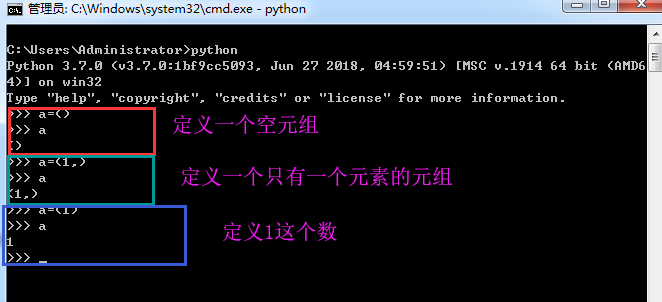 管理员: C:\Windows\system32\cmd.exe - python
C:\Users\Administrator>python
Python 3.7.0 (v3.7.0:1bf9cc5093, Jun 27 2018, 04:59:51) [MSC v.1914 64 bit (AMD6
4)] on win32
Type "help", "copyright", "credits" or "license" for more information.
>>> a=()
>>> a
()
定义一个空元组
>>> a=(1,)
>>> a
(1,)
定义一个只有一个元素的元组
>>> a=(1)
>>> a
1
定义1这个数
>>> _